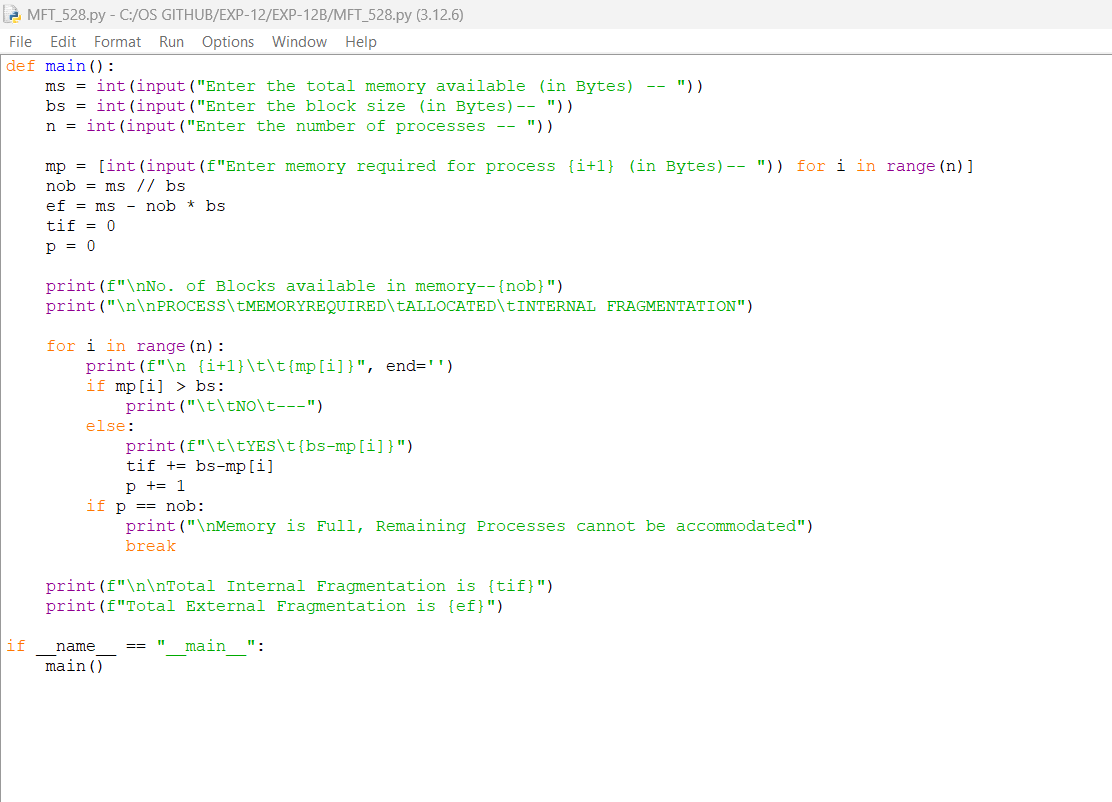 MFT_528.py - C:/OS GITHUB/EXP-12/EXP-12B/MFT_528.py (3.12.6)
File Edit Format Run Options Window Help
def main():
    ms = int(input("Enter the total memory available (in Bytes) -- "))
    bs = int(input("Enter the block size (in Bytes)-- "))
    n = int(input("Enter the number of processes -- "))

    mp = [int(input(f"Enter memory required for process {i+1} (in Bytes)-- ")) for i in range(n)]
    nob = ms // bs
    ef = ms - nob * bs
    tif = 0
    p = 0

    print(f"\nNo. of Blocks available in memory--{nob}")
    print("\n\nPROCESS\tMEMORYREQUIRED\tALLOCATED\tINTERNAL FRAGMENTATION")

    for i in range(n):
        print(f"\n {i+1}\t\t{mp[i]}", end='')
        if mp[i] > bs:
            print("\t\tNO\t---")
        else:
            print(f"\t\tYES\t{bs-mp[i]}")
            tif += bs-mp[i]
            p += 1
        if p == nob:
            print("\nMemory is Full, Remaining Processes cannot be accommodated")
            break

    print(f"\n\nTotal Internal Fragmentation is {tif}")
    print(f"Total External Fragmentation is {ef}")

if __name__ == "__main__":
    main()